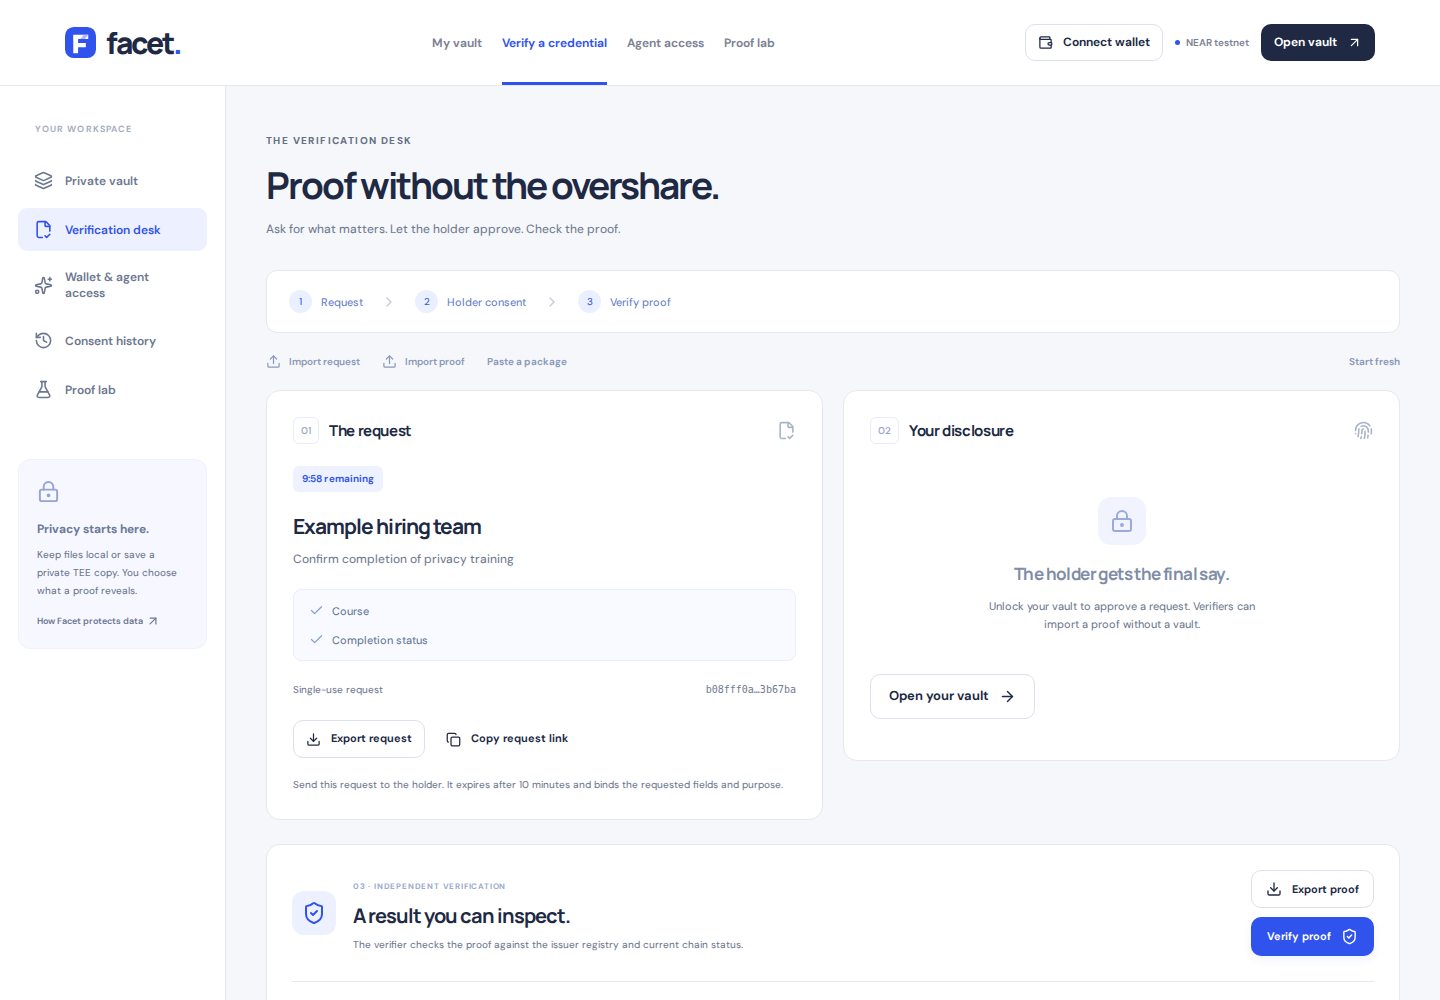 facet.
My vault
Verify a credential
Agent access
Proof lab
Connect wallet
NEAR testnet
Open vault
YOUR WORKSPACE
Private vault
Verification desk
Wallet & agent
access
Consent history
Proof lab
Privacy starts here.
Keep files local or save a
private TEE copy. You choose
what a proof reveals.
How Facet protects data
THE VERIFICATION DESK
Proof without the overshare.
Ask for what matters. Let the holder approve. Check the proof.
1 Request
2 Holder consent
3 Verify proof
Import request
Import proof
Paste a package
Start fresh
01 The request
9:58 remaining
Example hiring team
Confirm completion of privacy training
Course
Completion status
Single-use request
b08fff0a…3b67ba
Export request
Copy request link
Send this request to the holder. It expires after 10 minutes and binds the requested fields and purpose.
02 Your disclosure
The holder gets the final say.
Unlock your vault to approve a request. Verifiers can
import a proof without a vault.
Open your vault
03 · INDEPENDENT VERIFICATION
A result you can inspect.
The verifier checks the proof against the issuer registry and current chain status.
Export proof
Verify proof